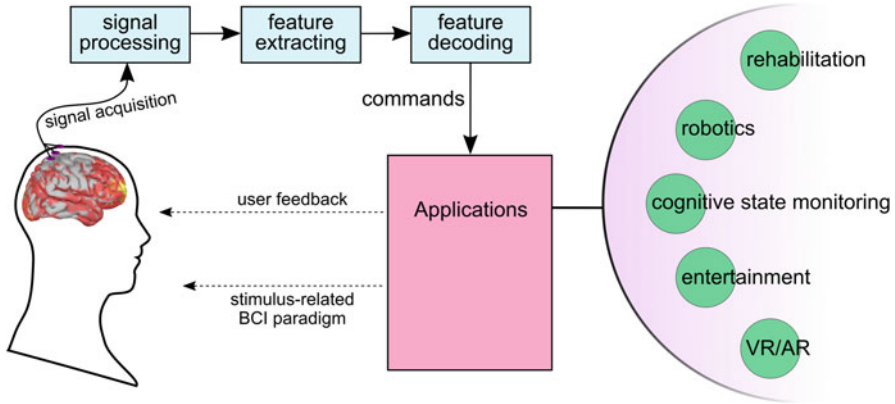 signal
processing
feature
extracting
feature
decoding
signal acquisition
commands
user feedback
stimulus-related
BCI paradigm
Applications
rehabilitation
robotics
cognitive state monitoring
entertainment
VR/AR